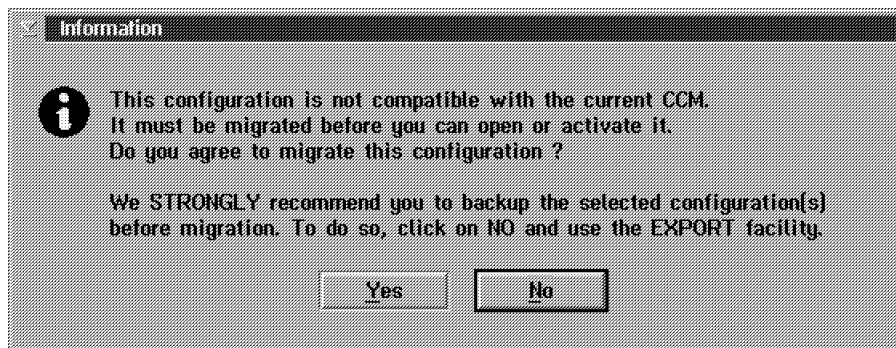 Information
This configuration is not compatible with the current CCM.
It must be migrated before you can open or activate it.
Do you agree to migrate this configuration ?
We STRONGLY recommend you to backup the selected configuration(s)
before migration. To do so, click on NO and use the EXPORT facility.
Yes No